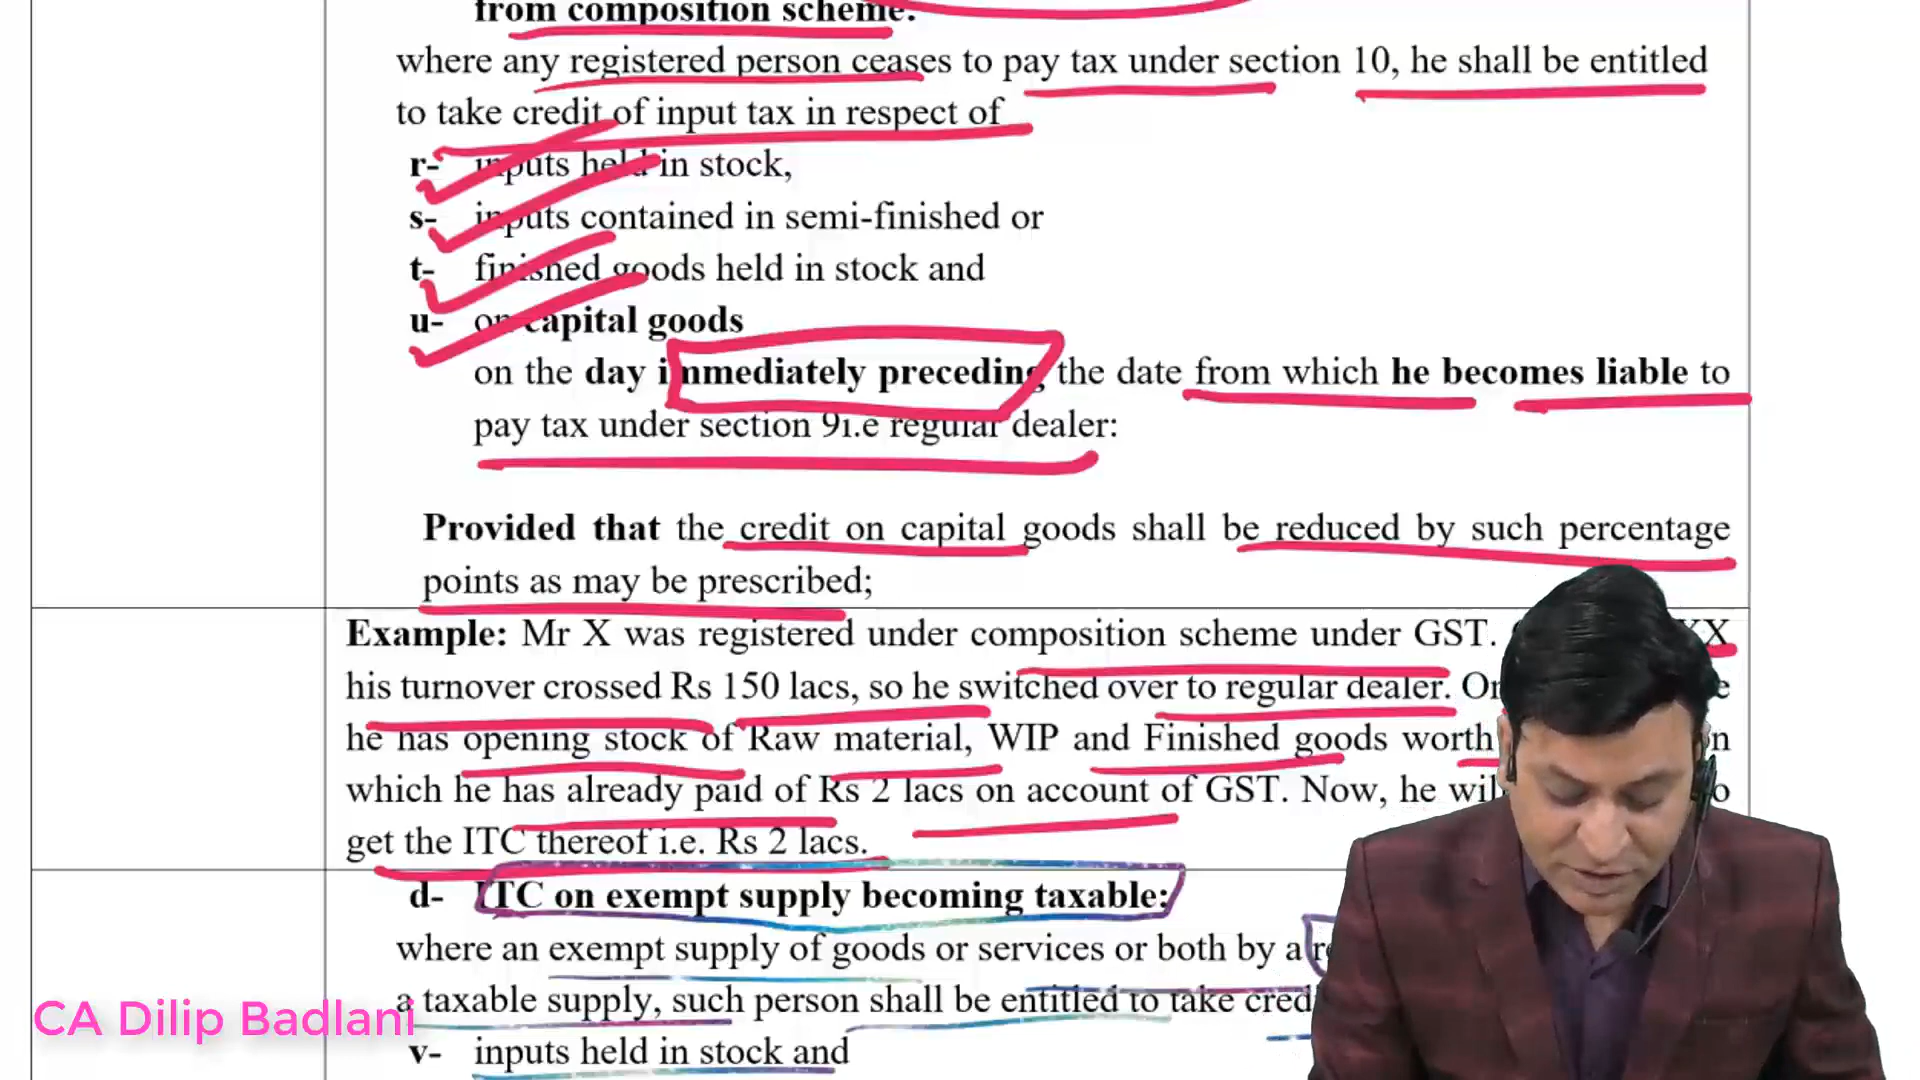 from composition scheme:
where any registered person ceases to pay tax under section 10, he shall be entitled
to take credit of input tax in respect of
r- inputs held in stock,
s- inputs contained in semi-finished or
t- finished goods held in stock and
u- on capital goods
on the day immediately preceding the date from which he becomes liable to
pay tax under section 9i.e regular dealer:
Provided that the credit on capital goods shall be reduced by such percentage
points as may be prescribed;
Example: Mr X was registered under composition scheme under GST.
his turnover crossed Rs 150 lacs, so he switched over to regular dealer.
he has opening stock of Raw material, WIP and Finished goods worth
which he has already paid of Rs 2 lacs on account of GST. Now, he
get the ITC thereof i.e. Rs 2 lacs.
d- ITC on exempt supply becoming taxable:
where an exempt supply of goods or services or both by a
a taxable supply, such person shall be entitled to take
v- inputs held in stock and
CA Dilip Badlani